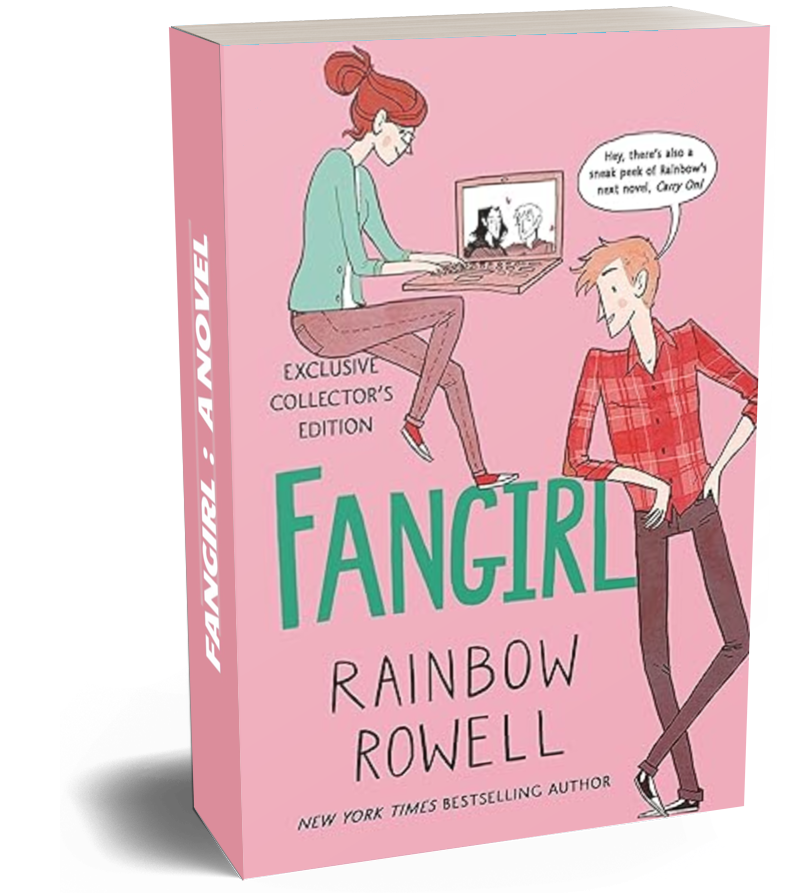 FANGIRL : A NOVEL
Hey, there's also a
sneak peek of Rainbow's
next novel, Carry On!
EXCLUSIVE
COLLECTOR'S
EDITION
FANGIRL
RAINBOW
ROWELL
NEW YORK TIMES BESTSELLING AUTHOR